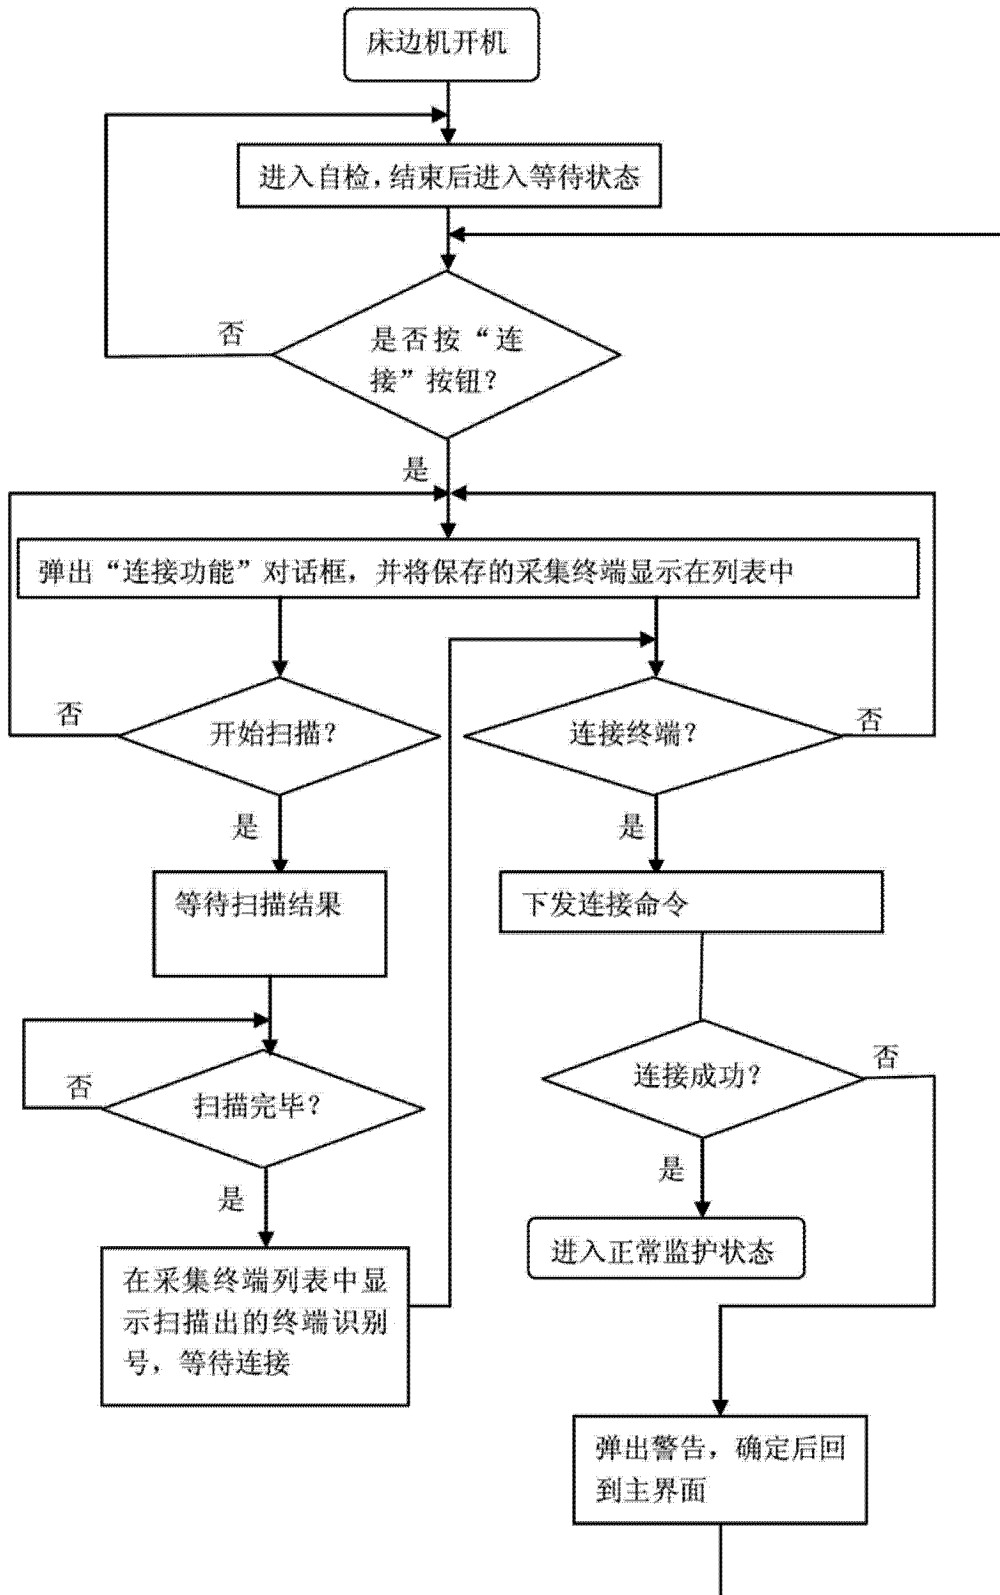 床边机开机
进入自检，结束后进入等待状态
否
是否按“连
接”按钮？
是
弹出“连接功能”对话框，并将保存的采集终端显示在列表中
否
开始扫描？
连接终端？
否
是
是
等待扫描结果
下发连接命令
否
扫描完毕？
连接成功？
否
是
是
进入正常监护状态
在采集终端列表中显
示扫描出的终端识别
号，等待连接
弹出警告，确定后回
到主界面